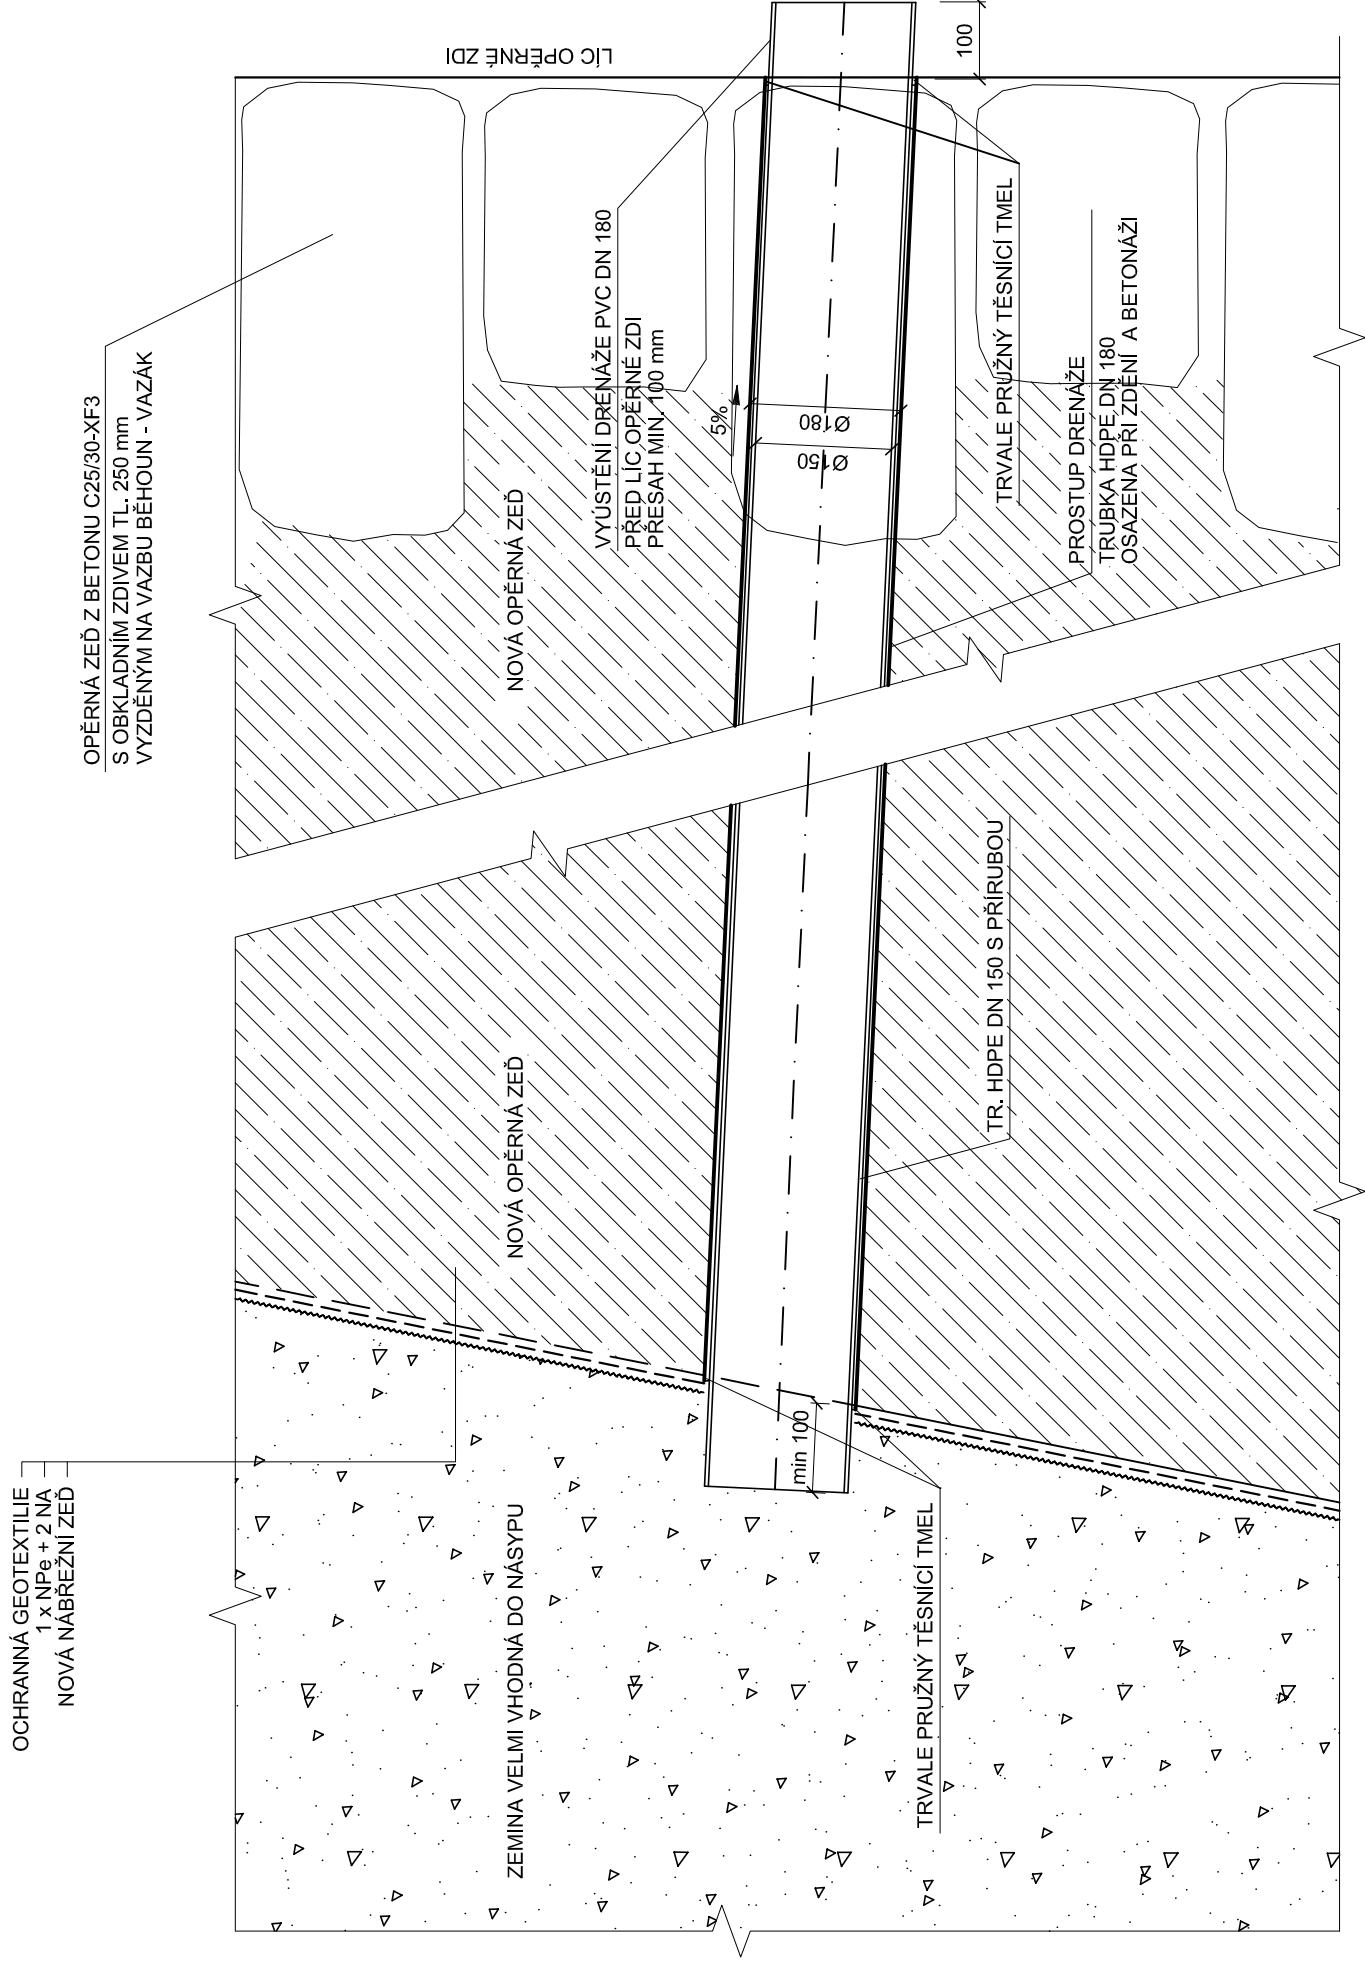 OCHRANNÁ GEOTEXTILIE
1 x NPe + 2 NA
NOVÁ NÁBŘEŽNÍ ZEĎ
OPĚRNÁ ZEĎ Z BETONU C25/30-XF3
S OBKLADNÍM ZDIVEM TL. 250 mm
VYZDĚNÝM NA VAZBU BĚHOUN - VAZÁK
LÍC OPĚRNÉ ZDI
ZEMINA VELMI VHODNÁ DO NÁSYPU
NOVÁ OPĚRNÁ ZEĎ
NOVÁ OPĚRNÁ ZEĎ
VYÚSTĚNÍ DRENÁŽE PVC DN 180
PŘED LÍC OPĚRNÉ ZDI
PŘESAH MIN. 100 mm
5%
Ø180
Ø150
min 100
100
TRVALE PRUŽNÝ TĚSNÍCÍ TMEL
TR. HDPE DN 150 S PŘÍRUBOU
TRVALE PRUŽNÝ TĚSNÍCÍ TMEL
PROSTUP DRENÁŽE
TRUBKA HDPE DN 180
OSAZENA PŘI ZDĚNÍ A BETONÁŽI